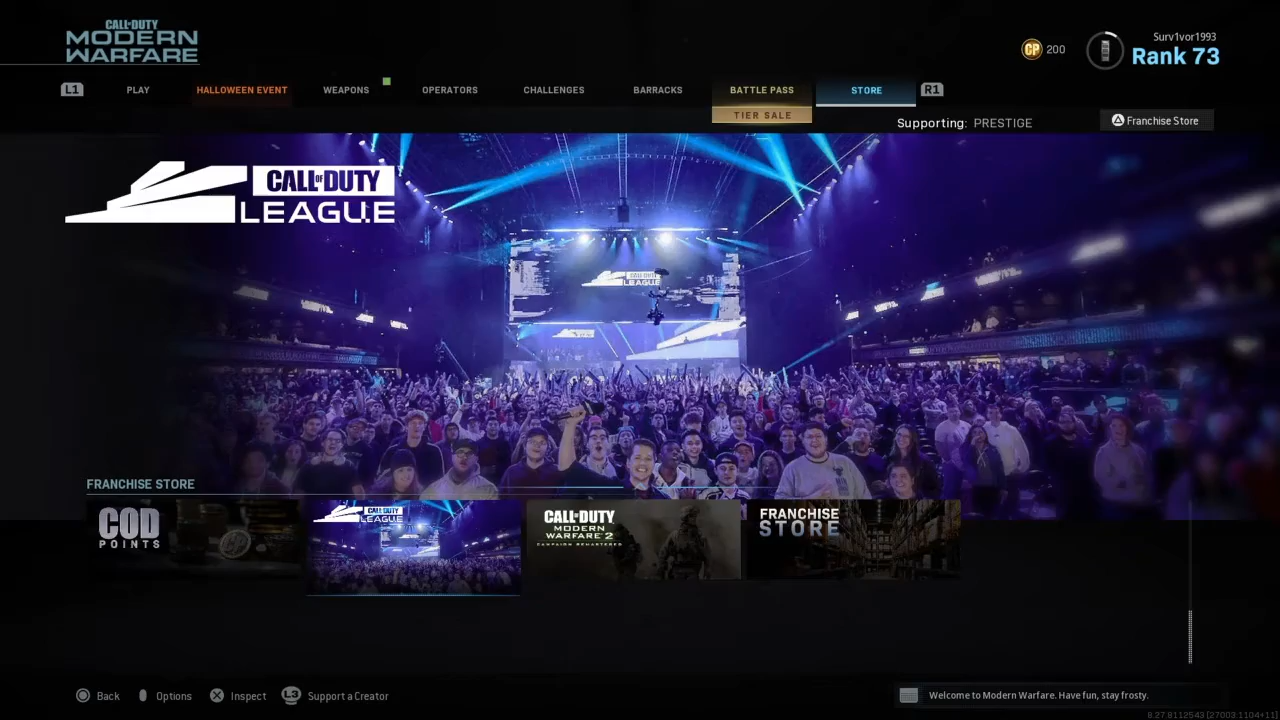 CALL OF DUTY
MODERN
WARFARE
CP 200
Surv1vor1993
Rank 73
L1
PLAY
HALLOWEEN EVENT
WEAPONS
OPERATORS
CHALLENGES
BARRACKS
BATTLE PASS
STORE
R1
TIER SALE
Supporting: PRESTIGE
Franchise Store
CALL OF DUTY
LEAGUE
LEAGUE
FRANCHISE STORE
COD
POINTS
CALL OF DUTY
LEAGUE
CALL OF DUTY
MODERN
WARFARE 2
CAMPAIGN REMASTERED
FRANCHISE
STORE
Back
Options
Inspect
L3
Support a Creator
Welcome to Modern Warfare. Have fun, stay frosty.